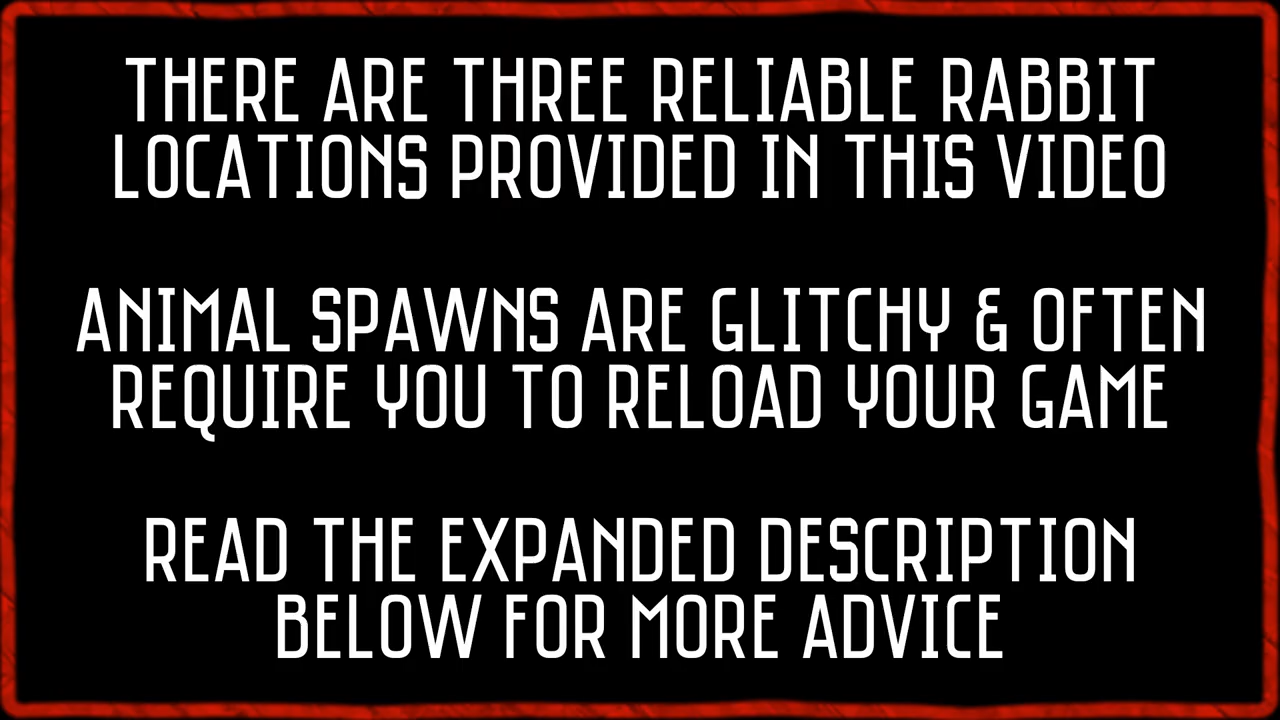 THERE ARE THREE RELIABLE RABBIT
LOCATIONS PROVIDED IN THIS VIDEO
ANIMAL SPAWNS ARE GLITCHY & OFTEN
REQUIRE YOU TO RELOAD YOUR GAME
READ THE EXPANDED DESCRIPTION
BELOW FOR MORE ADVICE